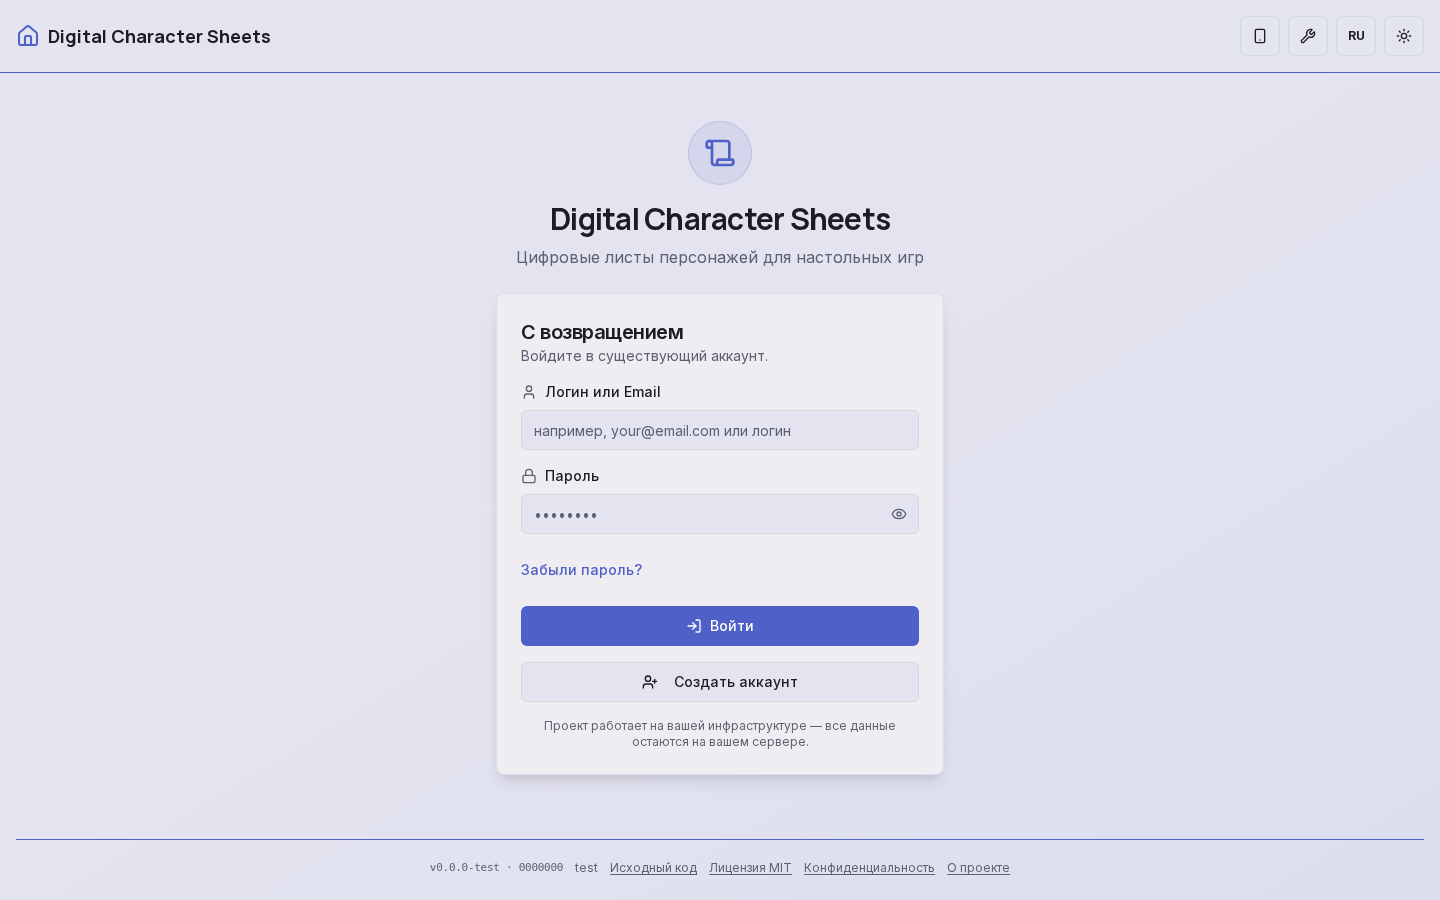 Digital Character Sheets
RU
Digital Character Sheets
Цифровые листы персонажей для настольных игр
С возвращением
Войдите в существующий аккаунт.
Логин или Email
например, your@email.com или логин
Пароль
••••••••
Забыли пароль?
Войти
Создать аккаунт
Проект работает на вашей инфраструктуре — все данные
остаются на вашем сервере.
v0.0.0-test · 0000000 test Исходный код Лицензия MIT Конфиденциальность О проекте